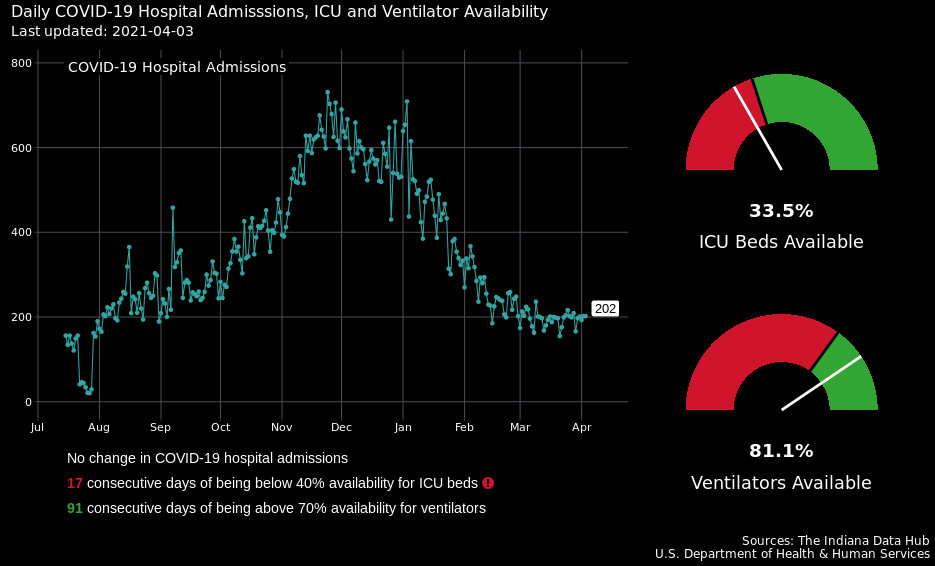 Daily COVID-19 Hospital Admisssions, ICU and Ventilator Availability
Last updated: 2021-04-03
COVID-19 Hospital Admissions
800
600
400
200
0
202
Jul Aug Sep Oct Nov Dec Jan Feb Mar Apr
33.5%
ICU Beds Available
81.1%
Ventilators Available
No change in COVID-19 hospital admissions
17 consecutive days of being below 40% availability for ICU beds !
91 consecutive days of being above 70% availability for ventilators
Sources: The Indiana Data Hub
U.S. Department of Health & Human Services